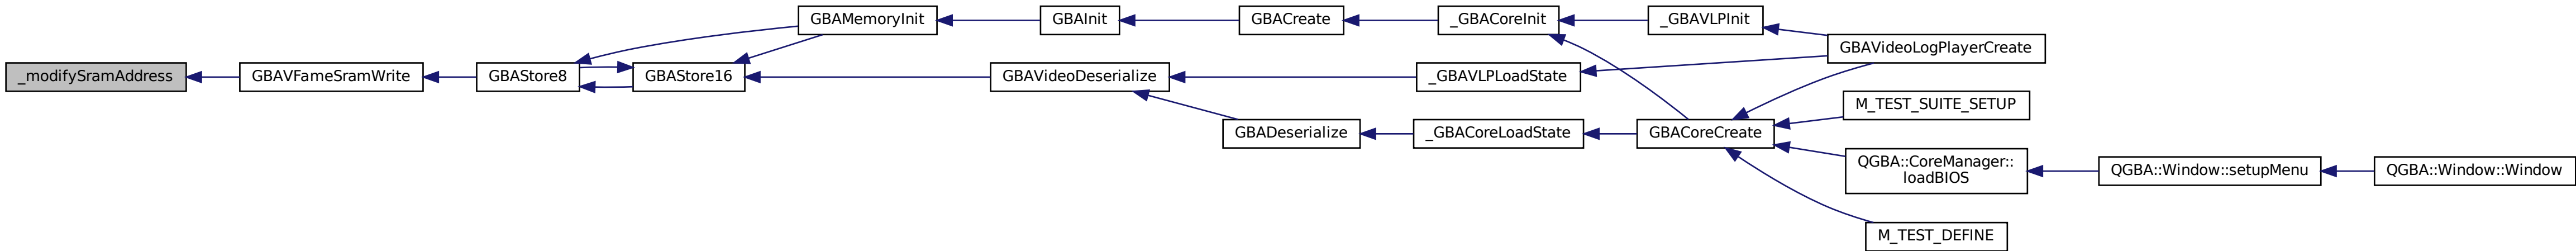 _modifySramAddress
GBAVFameSramWrite
GBAStore8
GBAStore16
GBAMemoryInit
GBAInit
GBACreate
_GBACoreInit
_GBAVLPInit
GBAVideoLogPlayerCreate
GBAVideoDeserialize
_GBAVLPLoadState
GBADeserialize
_GBACoreLoadState
GBACoreCreate
M_TEST_SUITE_SETUP
QGBA::CoreManager::
loadBIOS
QGBA::Window::setupMenu
QGBA::Window::Window
M_TEST_DEFINE